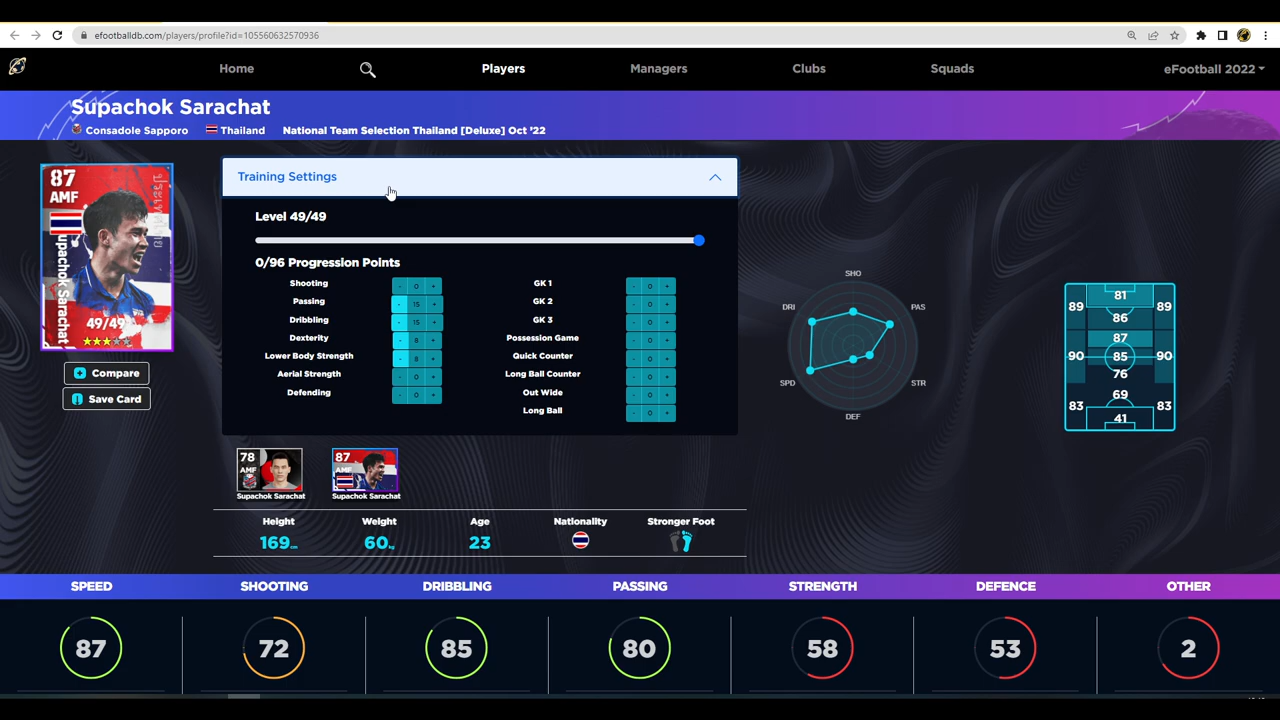 efootballdb.com/players/profile?id=105560632570936
Home
Players
Managers
Clubs
Squads
eFootball 2022
Supachok Sarachat
Consadole Sapporo
Thailand
National Team Selection Thailand [Deluxe] Oct '22
87
AMF
Supachok Sarachat
49/49
Compare
Save Card
Training Settings
Level 49/49
0/96 Progression Points
Shooting - 0 +
GK 1 - 0 +
Passing - 15 +
GK 2 - 0 +
Dribbling - 15 +
GK 3 - 0 +
Dexterity - 8 +
Possession Game - 0 +
Lower Body Strength - 8 +
Quick Counter - 0 +
Aerial Strength - 0 +
Long Ball Counter - 0 +
Defending - 0 +
Out Wide - 0 +
Long Ball - 0 +
78
AMF
Supachok Sarachat
87
AMF
Supachok Sarachat
Height
Weight
Age
Nationality
Stronger Foot
169
60
23
SHO
DRI
PAS
SPD
STR
DEF
81
89 89
86
87
90 85 90
76
69
83 83
41
SPEED
SHOOTING
DRIBBLING
PASSING
STRENGTH
DEFENCE
OTHER
87
72
85
80
58
53
2